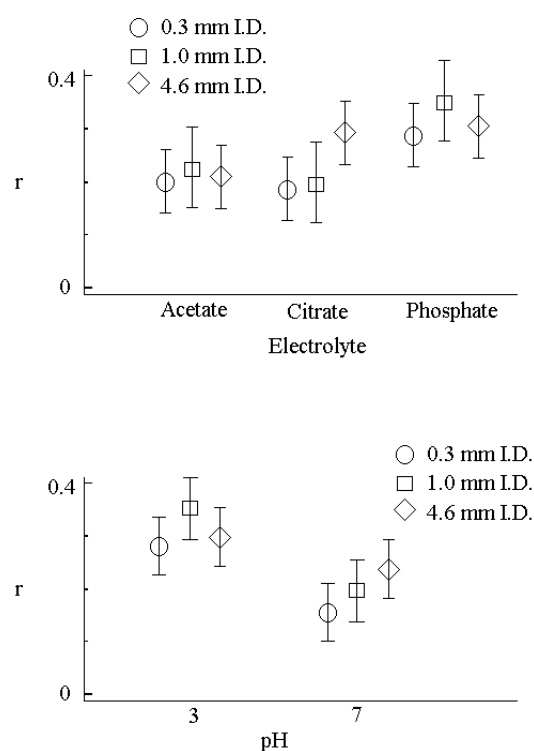 0.3 mm I.D.
1.0 mm I.D.
4.6 mm I.D.
0.4
r
0
Acetate Citrate Phosphate
Electrolyte
0.3 mm I.D.
1.0 mm I.D.
4.6 mm I.D.
0.4
r
0
3 7
pH